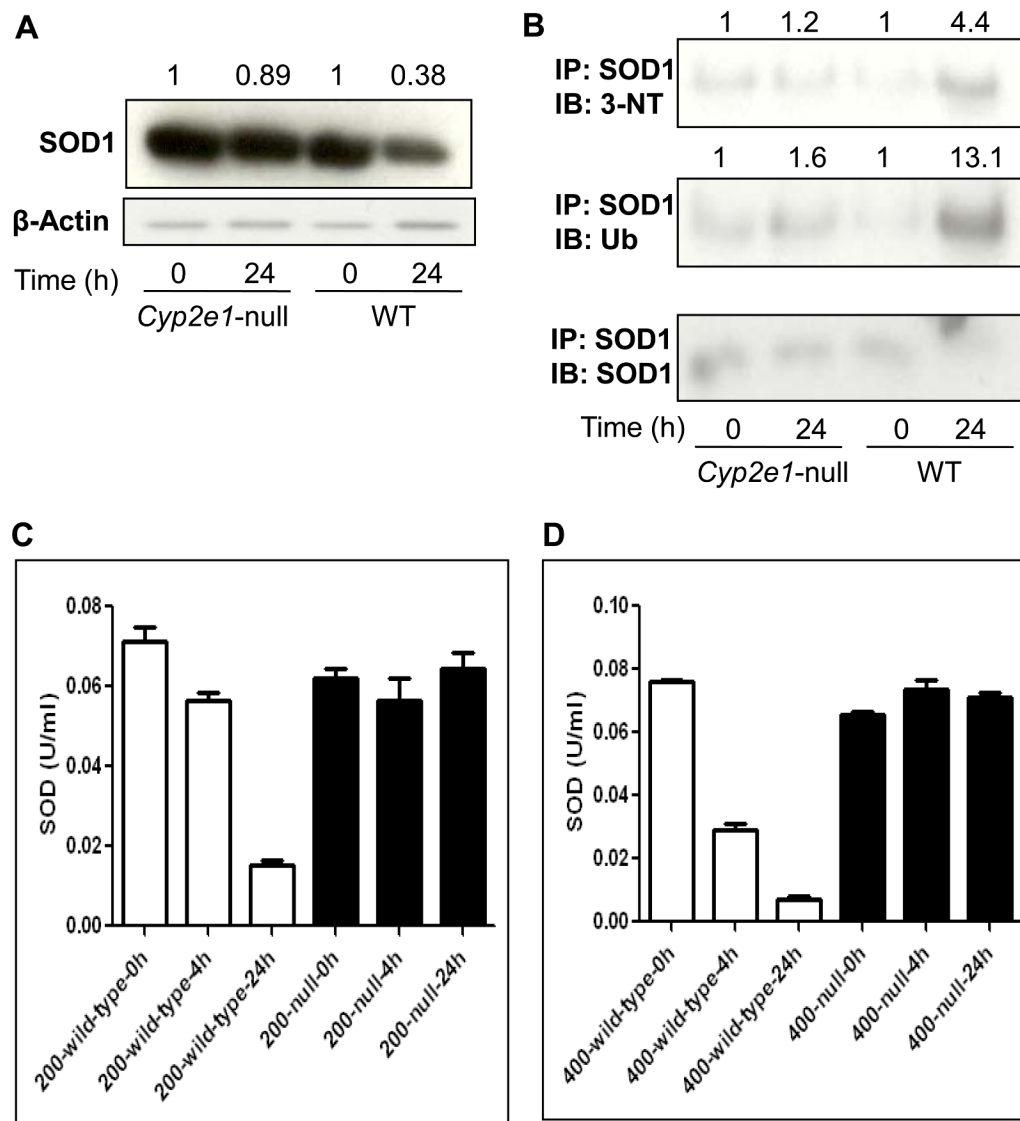 A
1 0.89 1 0.38
SOD1
β-Actin
Time (h) 0 24 0 24
Cyp2e1-null WT
B
1 1.2 1 4.4
IP: SOD1
IB: 3-NT
1 1.6 1 13.1
IP: SOD1
IB: Ub
IP: SOD1
IB: SOD1
Time (h) 0 24 0 24
Cyp2e1-null WT
C
SOD (U/ml)
0.08
0.06
0.04
0.02
0.00
200-wild-type-0h
200-wild-type-4h
200-wild-type-24h
200-null-0h
200-null-4h
200-null-24h
D
SOD (U/ml)
0.10
0.08
0.06
0.04
0.02
0.00
400-wild-type-0h
400-wild-type-4h
400-wild-type-24h
400-null-0h
400-null-4h
400-null-24h